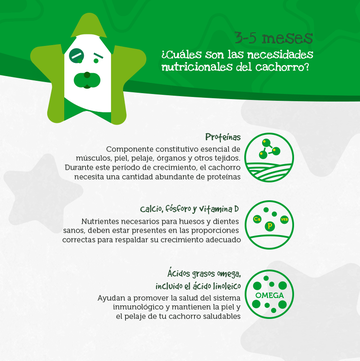 3-5 meses
¿Cuáles son las necesidades
nutricionales del cachorro?
Proteínas
Componente constitutivo esencial de
músculos, piel, pelaje, órganos y otros tejidos.
Durante este periodo de crecimiento, el cachorro
necesita una cantidad abundante de proteínas
Calcio, fósforo y vitamina D
Nutrientes necesarios para huesos y dientes
sanos, deben estar presentes en las proporciones
correctas para respaldar su crecimiento adecuado
Ca
P
Ácidos grasos omega,
incluido el ácido linoleico
Ayudan a promover la salud del sistema
inmunológico y mantienen la piel y
el pelaje de tu cachorro saludables
OMEGA